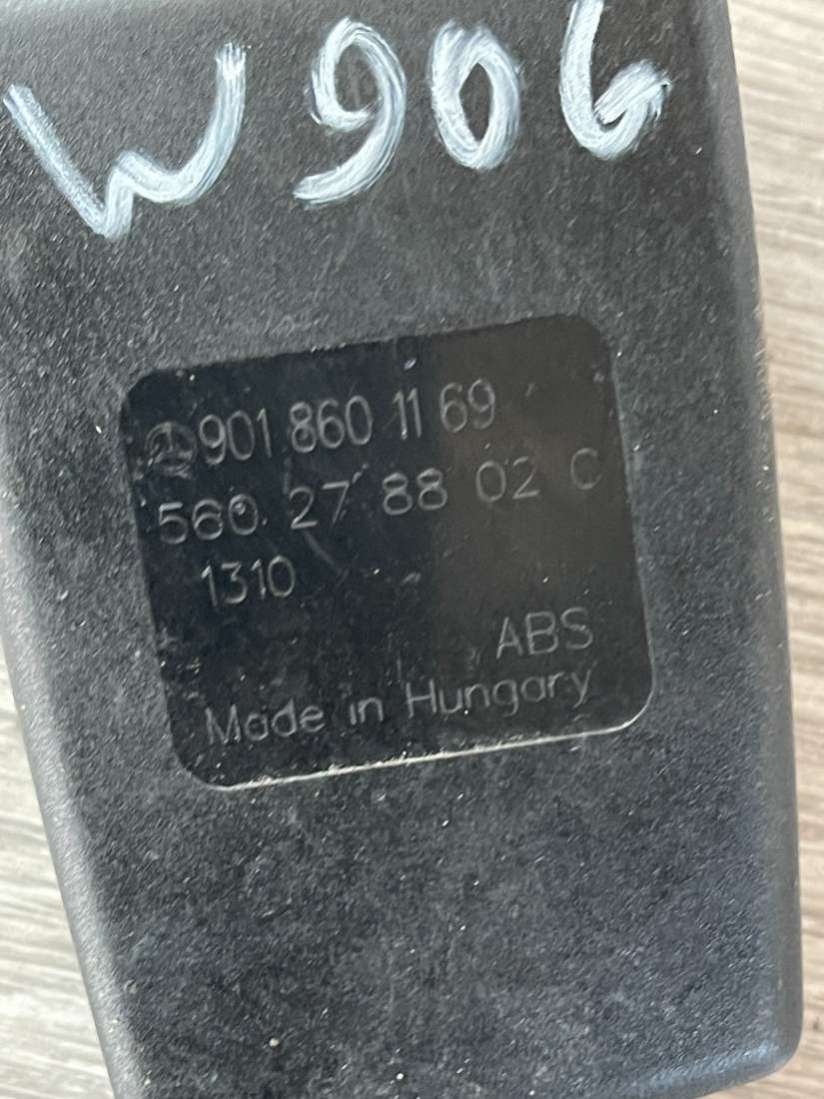 W906
901 860 11 69
560 27 88 02 C
1310
ABS
Made in Hungary